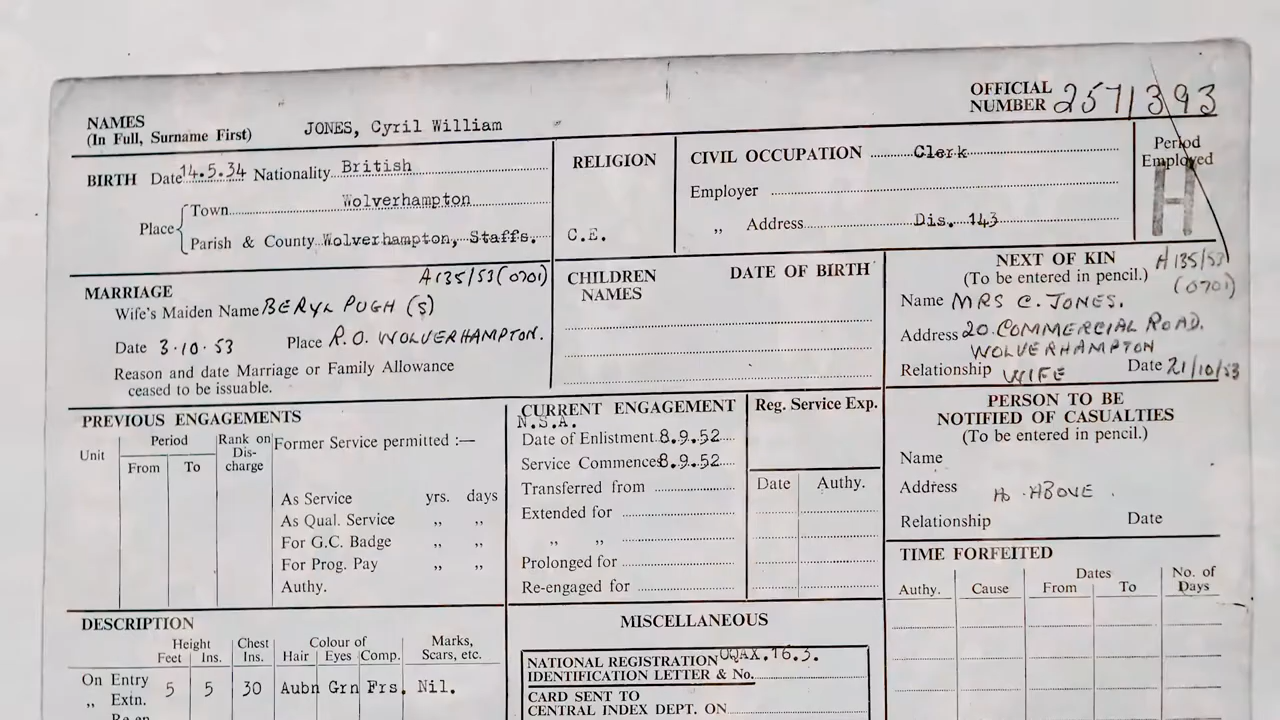 OFFICIAL NUMBER 2571393
NAMES
(In Full, Surname First) JONES, Cyril William
BIRTH Date 14.5.34 Nationality British
Place Town Wolverhampton
Parish & County Wolverhampton, Staffs.
RELIGION
C.E.
CIVIL OCCUPATION Clerk
Employer
,, Address Dis. 143
Period
Employed
H
A135/53(0701)
MARRIAGE
Wife's Maiden Name BERYL PUGH (S)
Date 3.10.53 Place R.O. WOLVERHAMPTON.
Reason and date Marriage or Family Allowance
ceased to be issuable.
CHILDREN DATE OF BIRTH
NAMES
NEXT OF KIN A135/53
(To be entered in pencil.) (0701)
Name MRS C. JONES.
Address 20. COMMERCIAL ROAD.
WOLVERHAMPTON
Relationship WIFE Date 21/10/53
PREVIOUS ENGAGEMENTS
Unit Period Rank on Dis-charge Former Service permitted :—
From To
As Service yrs. days
As Qual. Service ,, ,,
For G.C. Badge ,, ,,
For Prog. Pay ,, ,,
Authy.
CURRENT ENGAGEMENT
N.S.A.
Date of Enlistment 8.9.52
Service Commences 8.9.52
Transferred from
Extended for
,, ,,
Prolonged for
Re-engaged for
Reg. Service Exp.
Date Authy.
PERSON TO BE
NOTIFIED OF CASUALTIES
(To be entered in pencil.)
Name
Address ABOVE.
Relationship Date
TIME FORFEITED
Authy. Cause Dates No. of Days
From To
DESCRIPTION
Height Chest Colour of Marks,
Feet Ins. Ins. Hair Eyes Comp. Scars, etc.
On Entry 5 5 30 Aubn Grn Frs. Nil.
,, Extn.
MISCELLANEOUS
NATIONAL REGISTRATION
IDENTIFICATION LETTER & No. .16.3.
CARD SENT TO
CENTRAL INDEX DEPT. ON